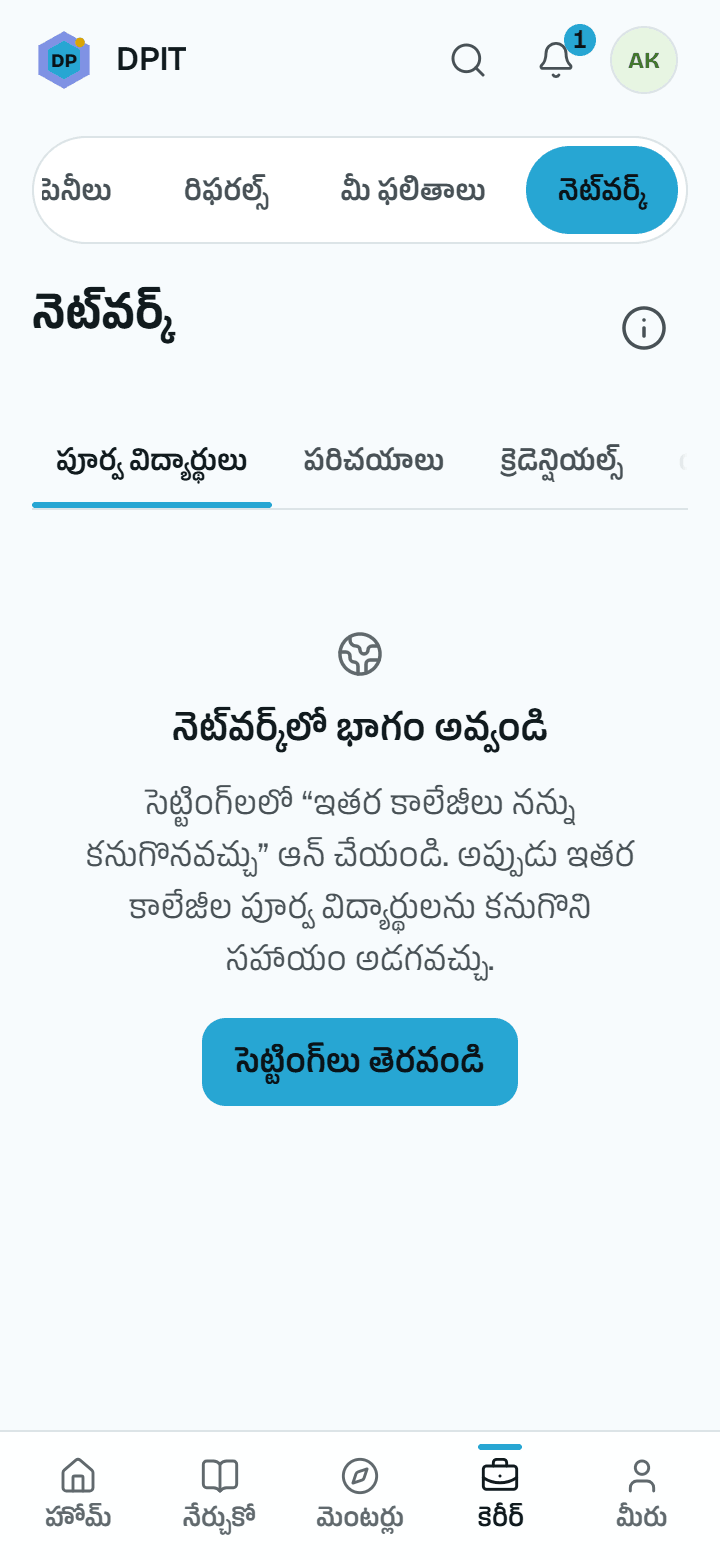 DP
DPIT
1
AK
పెనీలు
రిఫరల్స్
మీ ఫలితాలు
నెట్‌వర్క్
నెట్‌వర్క్
పూర్వ విద్యార్థులు
పరిచయాలు
క్రెడెన్షియల్స్
నెట్‌వర్క్‌లో భాగం అవ్వండి
సెట్టింగ్‌లలో “ఇతర కాలేజీలు నన్ను
కనుగొనవచ్చు” ఆన్ చేయండి. అప్పుడు ఇతర
కాలేజీల పూర్వ విద్యార్థులను కనుగొని
సహాయం అడగవచ్చు.
సెట్టింగ్‌లు తెరవండి
హోమ్
నేర్చుకో
మెంటర్లు
కెరీర్
మీరు